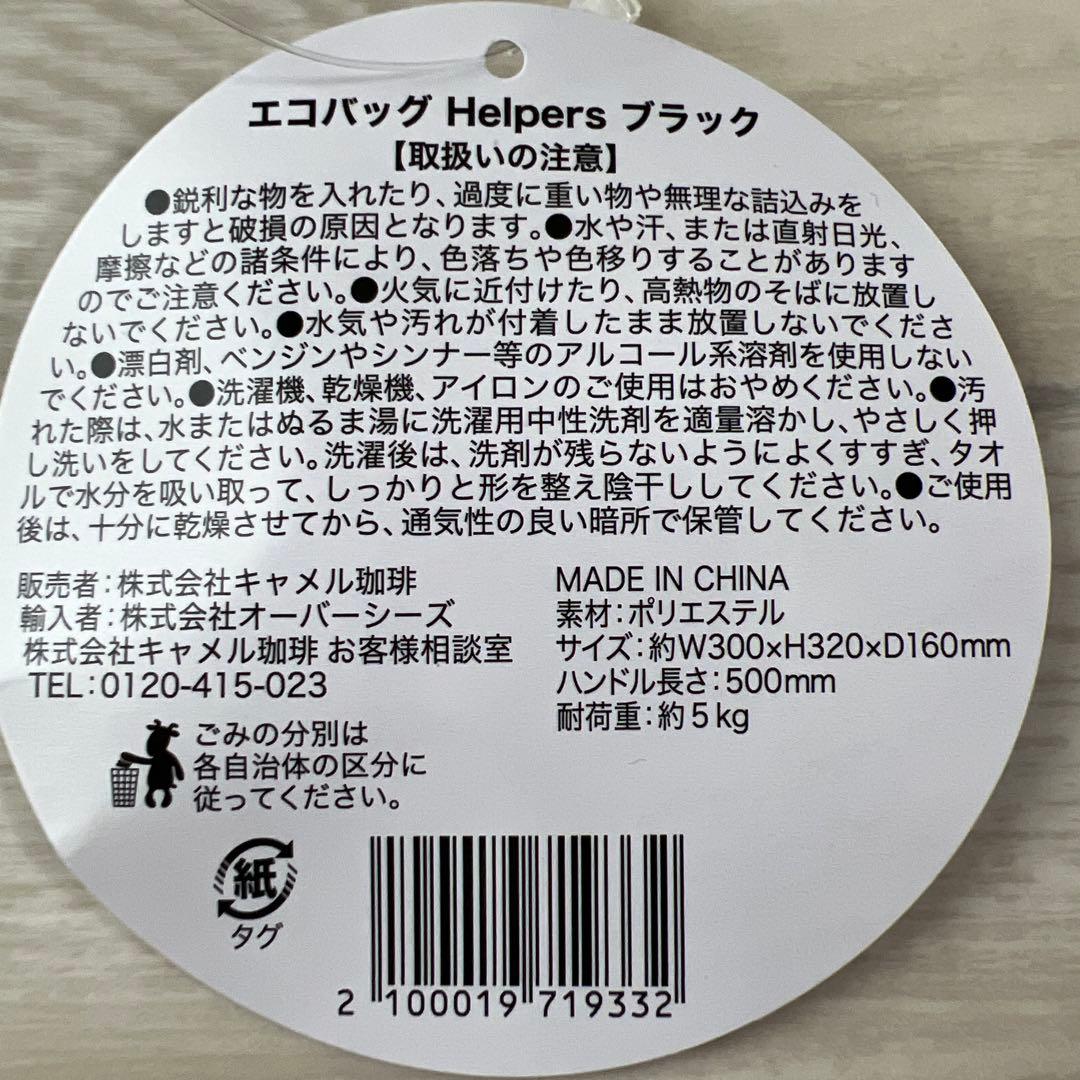 エコバッグ Helpers ブラック
【取扱いの注意】
●鋭利な物を入れたり、過度に重い物や無理な詰込みを
しますと破損の原因となります。●水や汗、または直射日光、
摩擦などの諸条件により、色落ちや色移りすることがあります
のでご注意ください。●火気に近付けたり、高熱物のそばに放置し
ないでください。●水気や汚れが付着したまま放置しないでくださ
い。●漂白剤、ベンジンやシンナー等のアルコール系溶剤を使用しない
でください。●洗濯機、乾燥機、アイロンのご使用はおやめください。●汚
れた際は、水またはぬるま湯に洗濯用中性洗剤を適量溶かし、やさしく押
し洗いをしてください。洗濯後は、洗剤が残らないようによくすすぎ、タオ
ルで水分を吸い取って、しっかりと形を整え陰干ししてください。●ご使用
後は、十分に乾燥させてから、通気性の良い暗所で保管してください。
販売者：株式会社キャメル珈琲
輸入者：株式会社オーバーシーズ
株式会社キャメル珈琲 お客様相談室
TEL：0120-415-023
MADE IN CHINA
素材：ポリエステル
サイズ：約W300×H320×D160mm
ハンドル長さ：500mm
耐荷重：約5kg
ごみの分別は
各自治体の区分に
従ってください。
紙
タグ
2 100019 719332